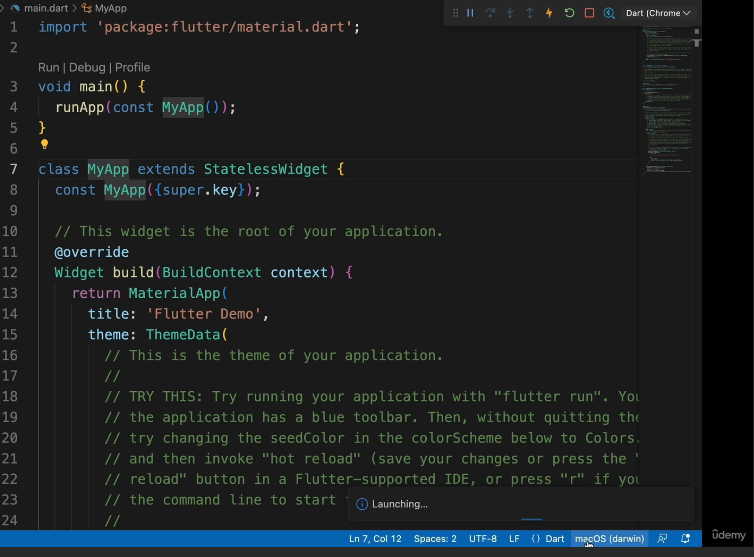 main.dart > MyApp
Dart (Chrome
1 import 'package:flutter/material.dart';
2
Run | Debug | Profile
3 void main() {
4 runApp(const MyApp());
5 }
6
7 class MyApp extends StatelessWidget {
8 const MyApp({super.key});
9
10 // This widget is the root of your application.
11 @override
12 Widget build(BuildContext context) {
13 return MaterialApp(
14 title: 'Flutter Demo',
15 theme: ThemeData(
16 // This is the theme of your application.
17 //
18 // TRY THIS: Try running your application with "flutter run". You
19 // the application has a blue toolbar. Then, without quitting the
20 // try changing the seedColor in the colorScheme below to Colors.
21 // and then invoke "hot reload" (save your changes or press the "
22 // reload" button in a Flutter-supported IDE, or press "r" if you
23 // the command line to start
Launching...
24 //
Ln 7, Col 12 Spaces: 2 UTF-8 LF {} Dart macOS (darwin)
udemy